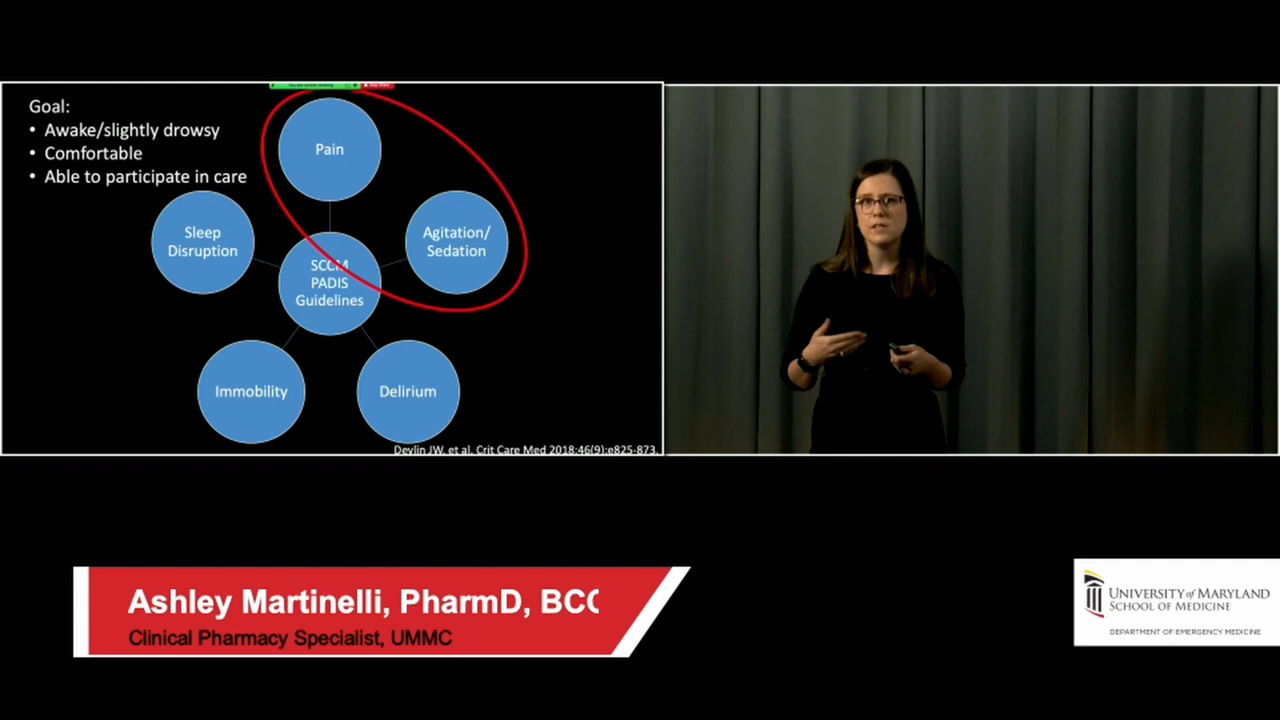 Goal:
• Awake/slightly drowsy
• Comfortable
• Able to participate in care
Pain
Sleep
Disruption
Agitation/
Sedation
SCCM
PADIS
Guidelines
Immobility
Delirium
Devlin JW, et al. Crit Care Med 2018;46(9):e825-873.
Ashley Martinelli, PharmD, BCC
Clinical Pharmacy Specialist, UMMC
UNIVERSITY of MARYLAND
SCHOOL OF MEDICINE
DEPARTMENT OF EMERGENCY MEDICINE